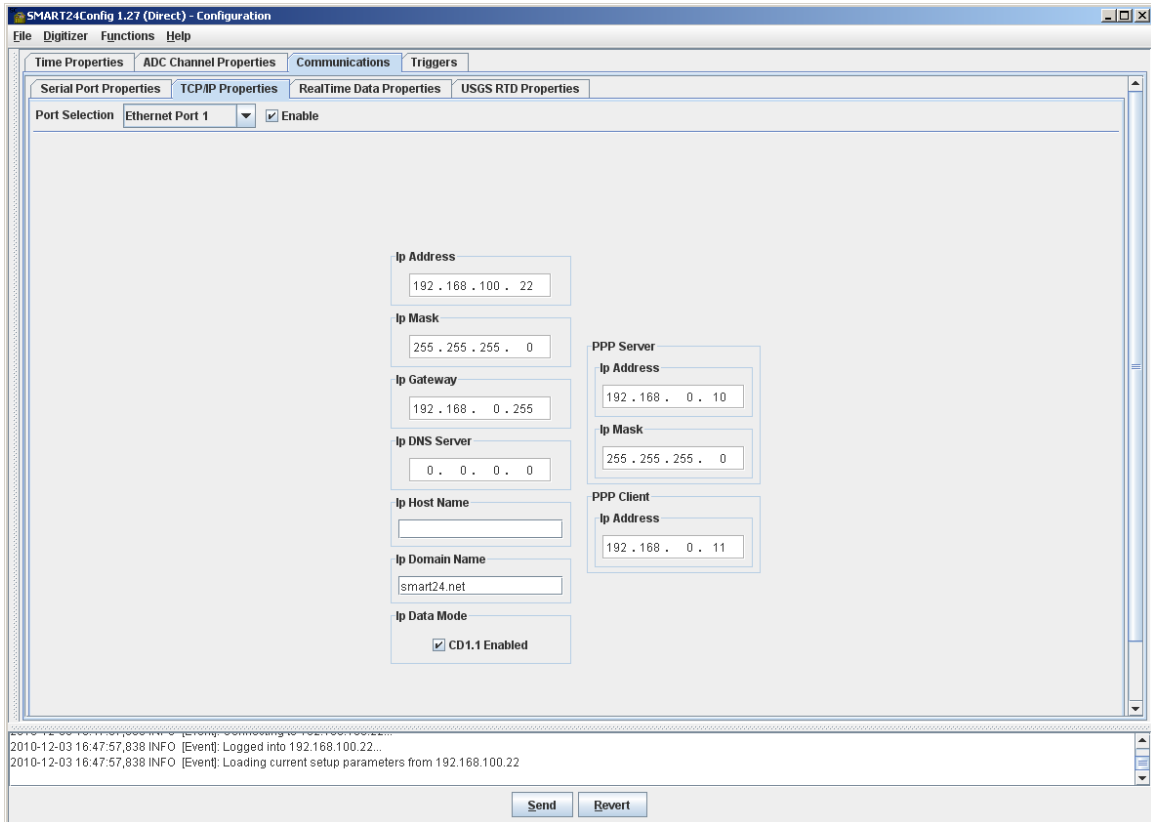 SMART24Config 1.27 (Direct) - Configuration
File Digitizer Functions Help
Time Properties ADC Channel Properties Communications Triggers
Serial Port Properties TCP/IP Properties RealTime Data Properties USGS RTD Properties
Port Selection Ethernet Port 1 Enable
Ip Address
192 . 168 . 100 . 22
Ip Mask
255 . 255 . 255 . 0
Ip Gateway
192 . 168 . 0 . 255
Ip DNS Server
0 . 0 . 0 . 0
Ip Host Name
Ip Domain Name
smart24.net
Ip Data Mode
CD1.1 Enabled
PPP Server
Ip Address
192 . 168 . 0 . 10
Ip Mask
255 . 255 . 255 . 0
PPP Client
Ip Address
192 . 168 . 0 . 11
2010-12-03 16:47:57,838 INFO [Event]: Logged into 192.168.100.22...
2010-12-03 16:47:57,838 INFO [Event]: Loading current setup parameters from 192.168.100.22
Send Revert